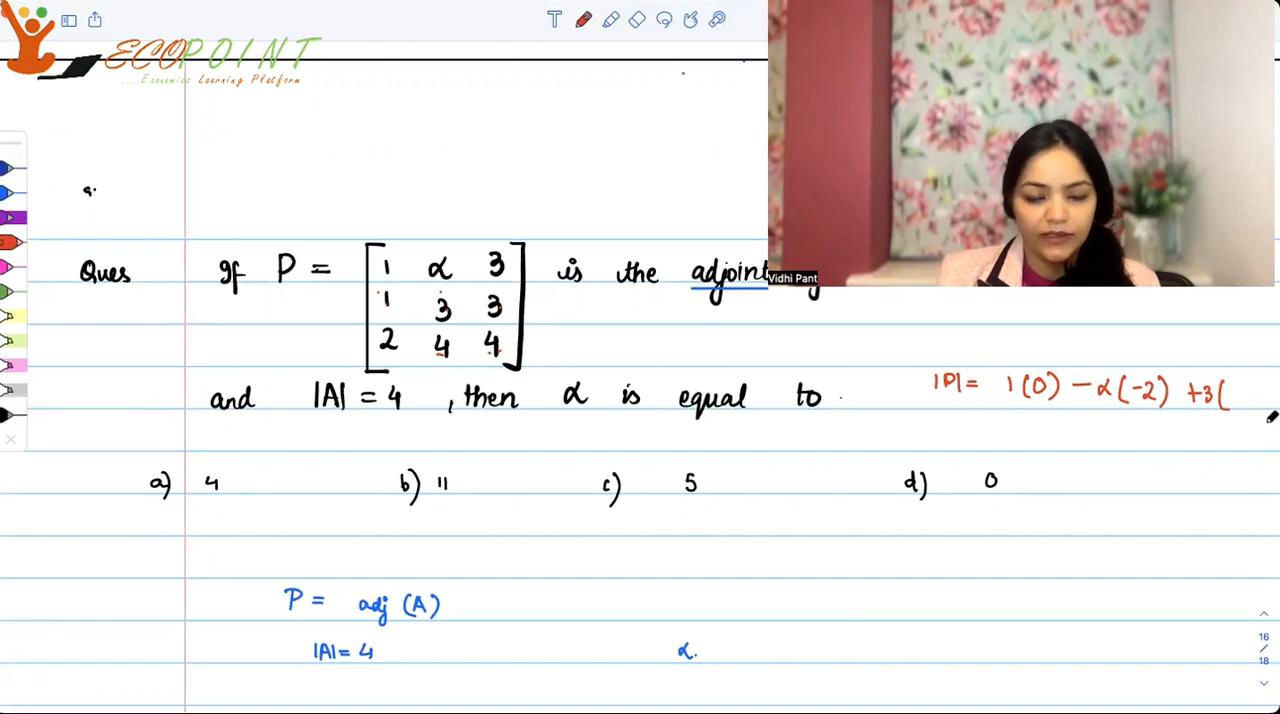 ECOPOINT
.....Economics Learning Platform
Vidhi Pant
Ques If P = [1 α 3
1 3 3
2 4 4] is the adjoint
and |A| = 4 , then α is equal to
|P| = 1(0) - α(-2) +3(
a) 4 b) 11 c) 5 d) 0
P = adj (A)
|A| = 4 α.
16
/
18